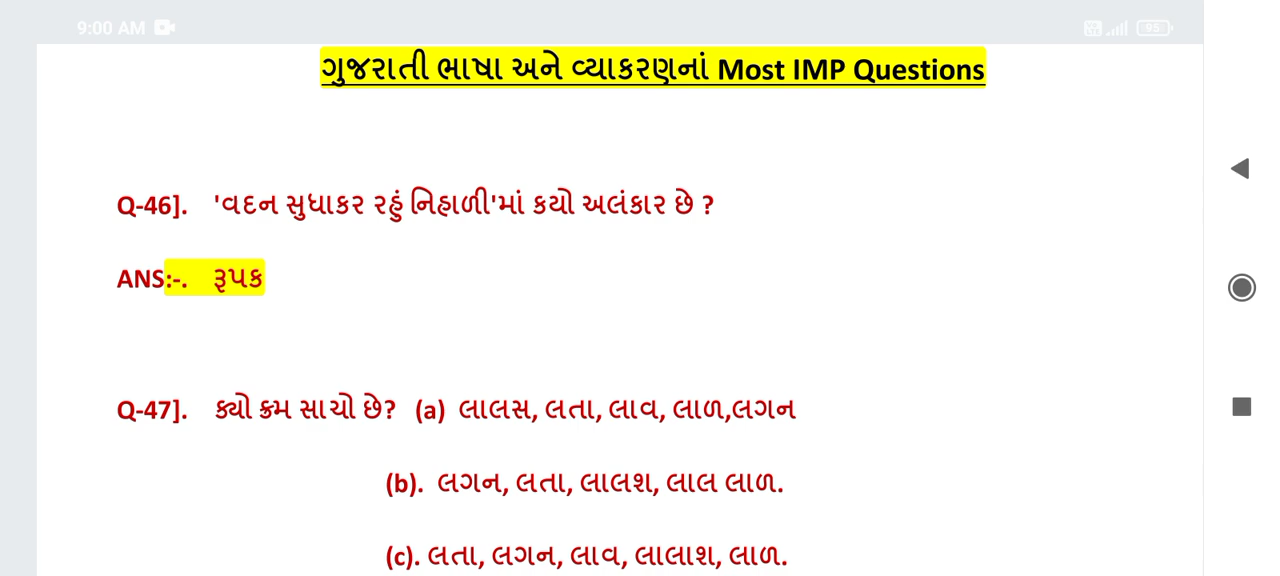 9:00 AM
95
ગુજરાતી ભાષા અને વ્યાકરણનાં Most IMP Questions
Q-46]. 'વદન સુધાકર રહું નિહાળી'માં કયો અલંકાર છે ?
ANS:-. રૂપક
Q-47]. ક્યો ક્રમ સાચો છે? (a) લાલસ, લતા, લાવ, લાળ,લગન
(b). લગન, લતા, લાલશ, લાલ લાળ.
(c). લતા, લગન, લાવ, લાલાશ, લાળ.